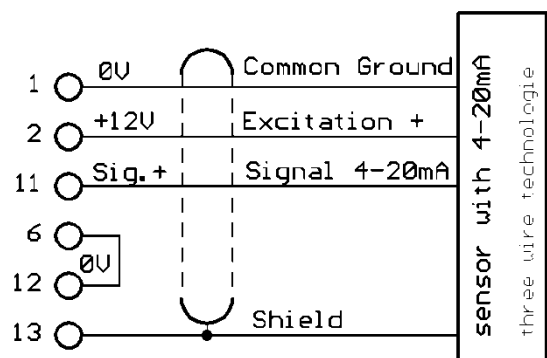 1 0V Common Ground
2 +12V Excitation +
11 Sig.+ Signal 4-20mA
6
0V
12
13 Shield
sensor with 4-20mA
three wire technologie